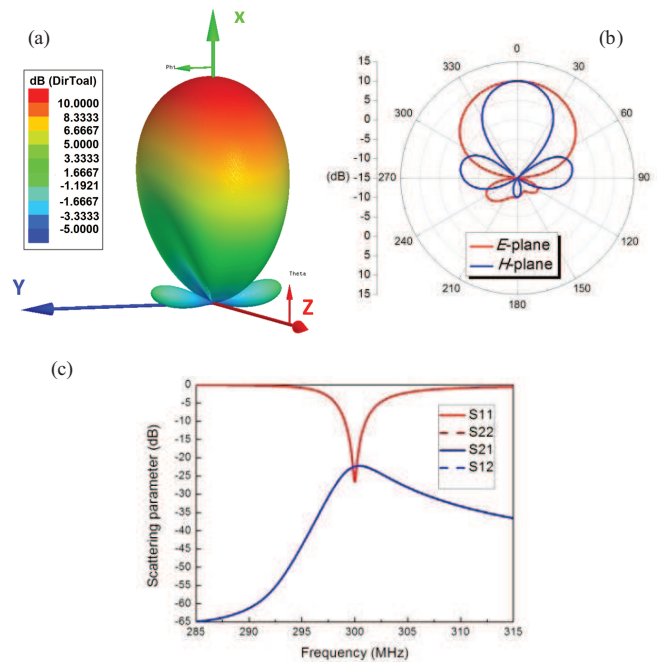 (a)
X
Phi
dB (DirToal)
10.0000
8.3333
6.6667
5.0000
3.3333
1.6667
-1.1921
-1.6667
-3.3333
-5.0000
Y
Theta
Z
(b)
0
330
30
300
60
270
90
240
120
210
150
180
15
10
5
0
-5
-10
(dB) -15
-10
-5
0
5
10
15
E-plane
H-plane
(c)
Scattering parameter (dB)
0
-5
-10
-15
-20
-25
-30
-35
-40
-45
-50
-55
-60
-65
S11
S22
S21
S12
285 290 295 300 305 310 315
Frequency (MHz)